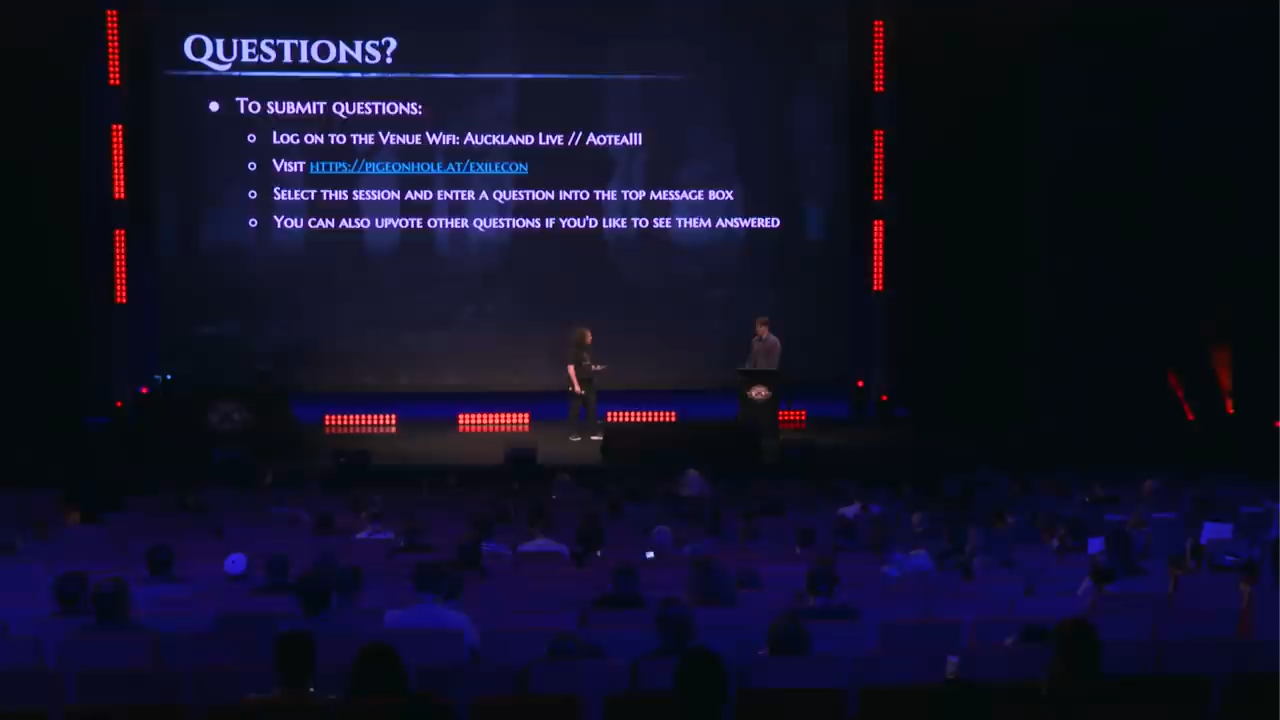 Questions?
To submit questions:
Log on to the Venue Wifi: Auckland Live // Aotea111
Visit https://pigeonhole.at/exilecon
Select this session and enter a question into the top message box
You can also upvote other questions if you'd like to see them answered